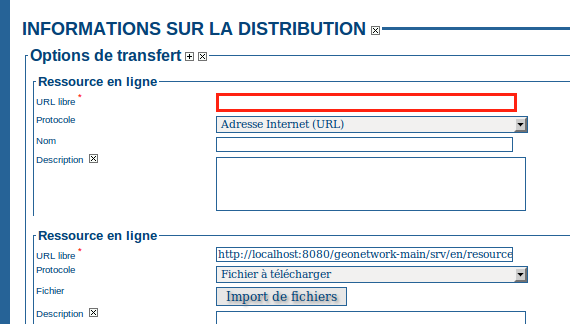 INFORMATIONS SUR LA DISTRIBUTION
Options de transfert
Ressource en ligne
URL libre *
Protocole Adresse Internet (URL)
Nom
Description
Ressource en ligne
URL libre * http://localhost:8080/geonetwork-main/srv/en/resource
Protocole Fichier à télécharger
Fichier Import de fichiers
Description